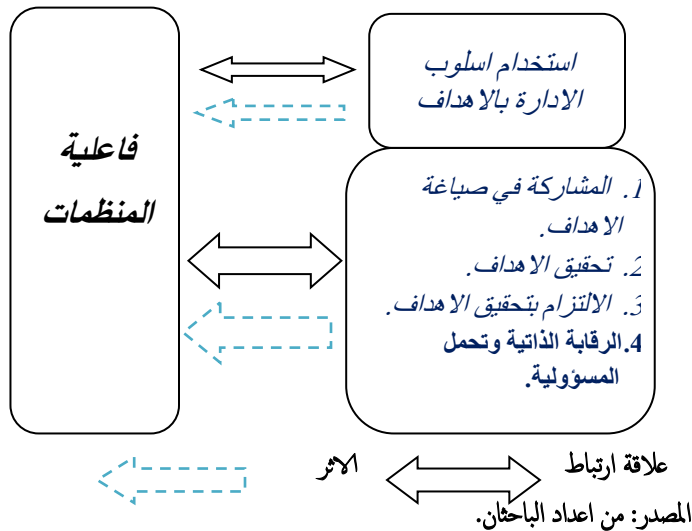 استخدام اسلوب
الادارة بالاهداف
فاعلية
المنظمات
1. المشاركة في صياغة
الاهداف.
2. تحقيق الاهداف.
3. الالتزام بتحقيق الاهداف.
4.الرقابة الذاتية وتحمل
المسؤولية.
علاقة ارتباط
الاثر
المصدر: من اعداد الباحثان.